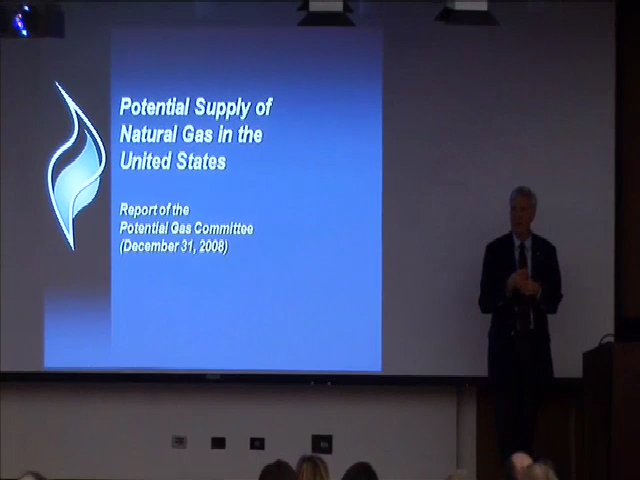 Potential Supply of
Natural Gas in the
United States
Report of the
Potential Gas Committee
(December 31, 2008)